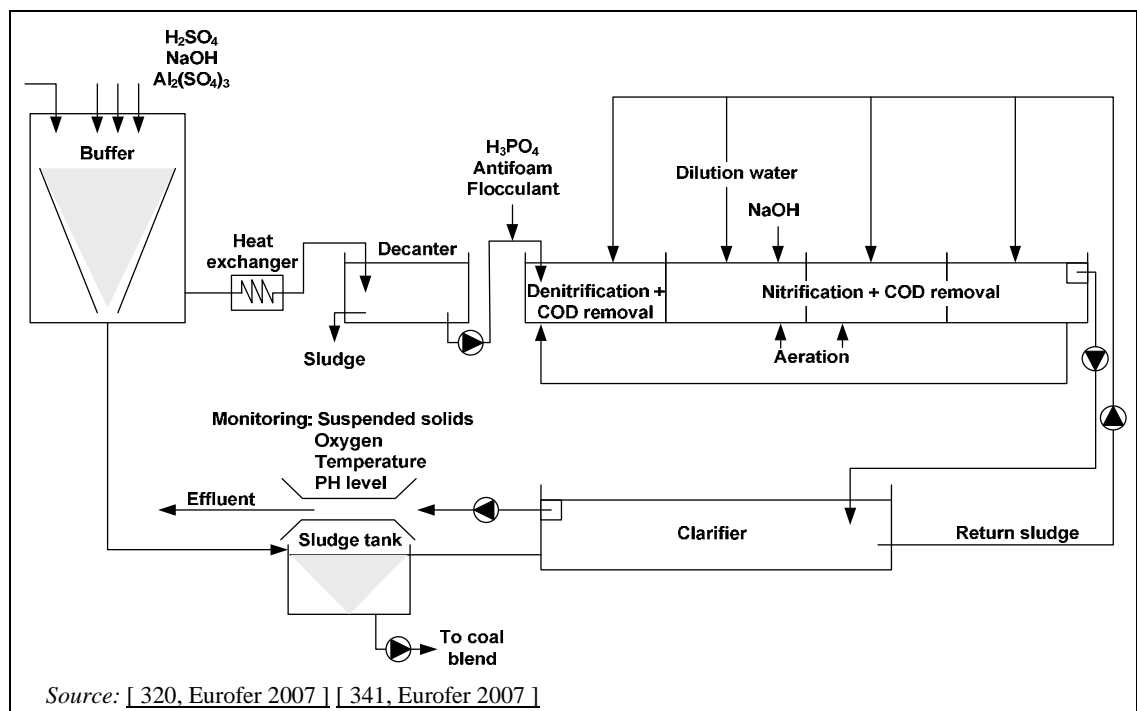 H₂SO₄
NaOH
Al₂(SO₄)₃
Buffer
Heat
exchanger
Decanter
Sludge
H₃PO₄
Antifoam
Flocculant
Dilution water
NaOH
Denitrification +
COD removal
Nitrification + COD removal
Aeration
Monitoring: Suspended solids
Oxygen
Temperature
PH level
Effluent
Sludge tank
Clarifier
Return sludge
To coal
blend
Source: [ 320, Eurofer 2007 ] [ 341, Eurofer 2007 ]